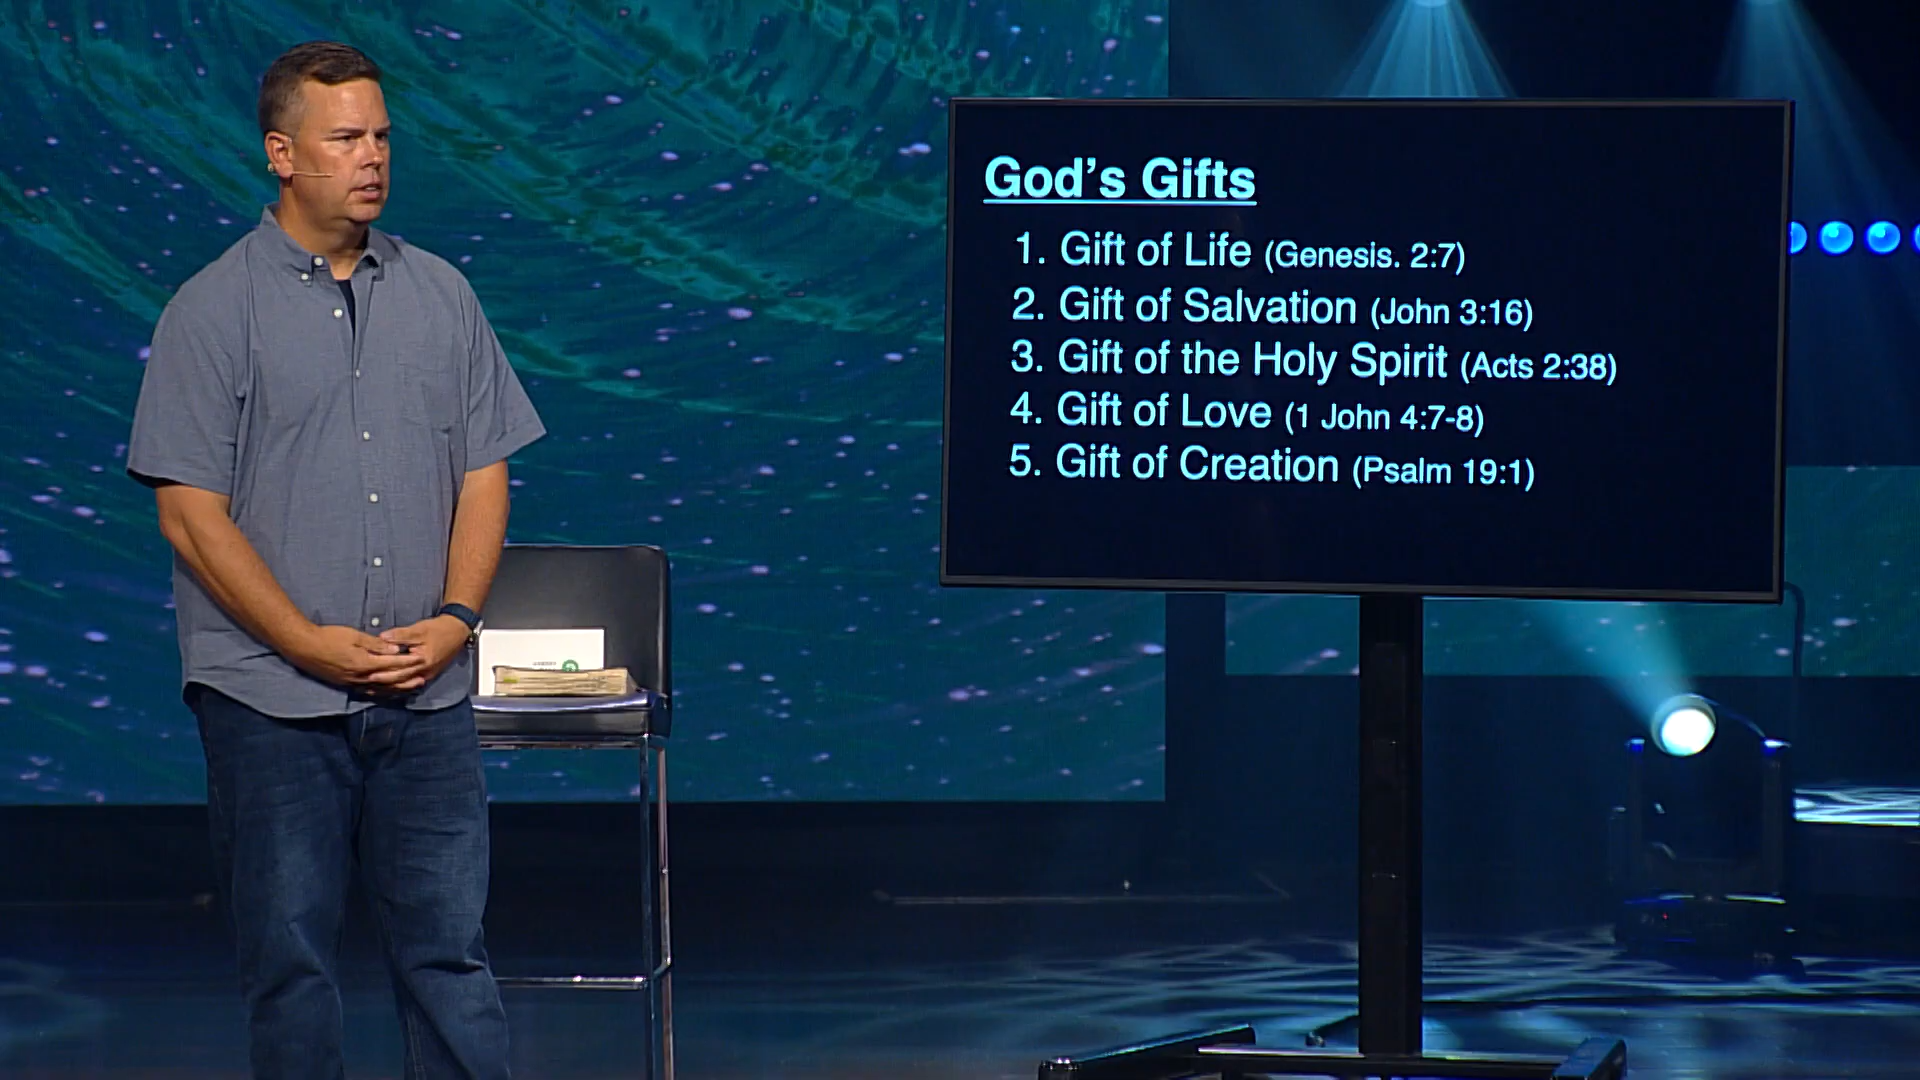 God's Gifts
1. Gift of Life (Genesis. 2:7)
2. Gift of Salvation (John 3:16)
3. Gift of the Holy Spirit (Acts 2:38)
4. Gift of Love (1 John 4:7-8)
5. Gift of Creation (Psalm 19:1)